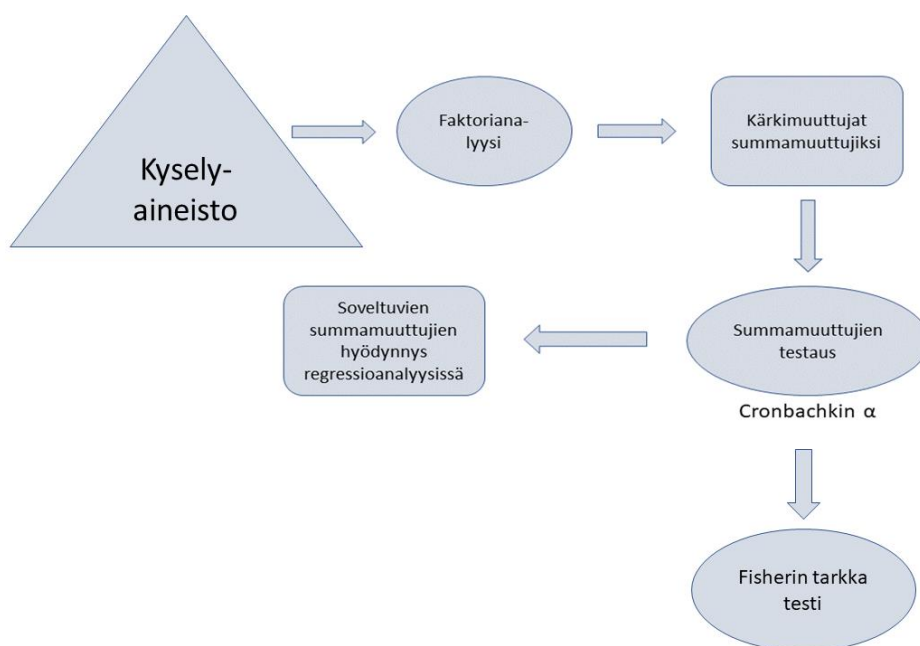 Kysely-
aineisto
Faktoriana-
lyysi
Kärkimuuttujat
summamuuttujiksi
Summamuuttujien
testaus
Cronbachkin α
Soveltuvien
summamuuttujien
hyödynnys
regressioanalyysissä
Fisherin tarkka
testi